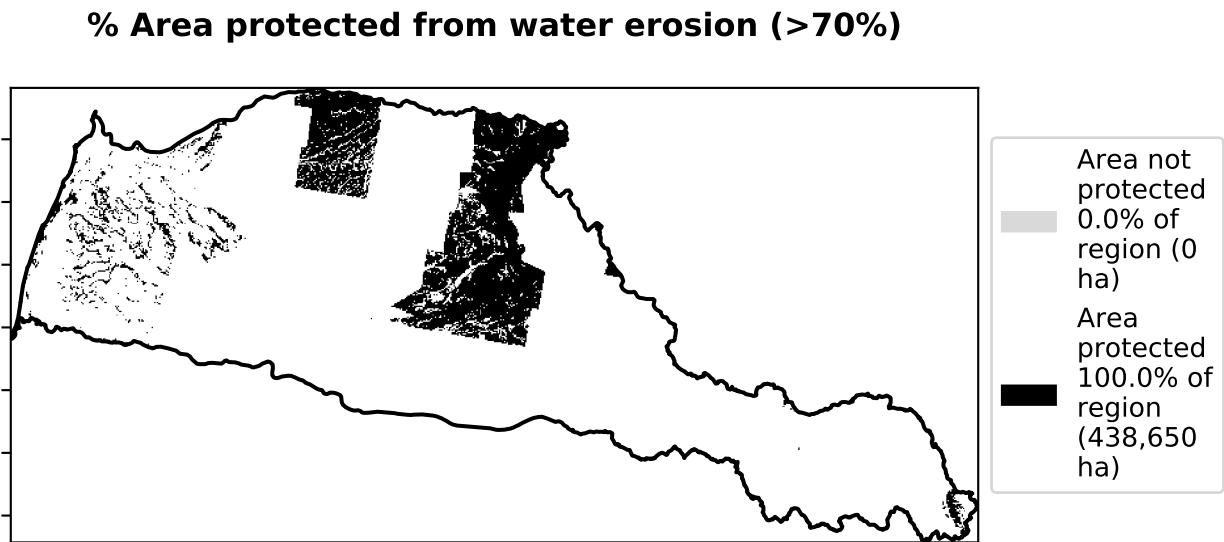 % Area protected from water erosion (>70%)
Area not
protected
0.0% of
region (0
ha)
Area
protected
100.0% of
region
(438,650
ha)